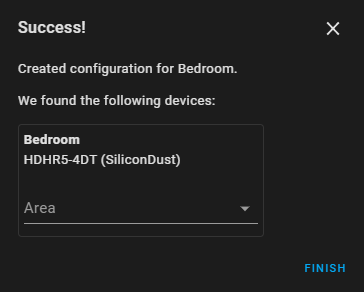 Success!
Created configuration for Bedroom.
We found the following devices:
Bedroom
HDHR5-4DT (SiliconDust)
Area
FINISH